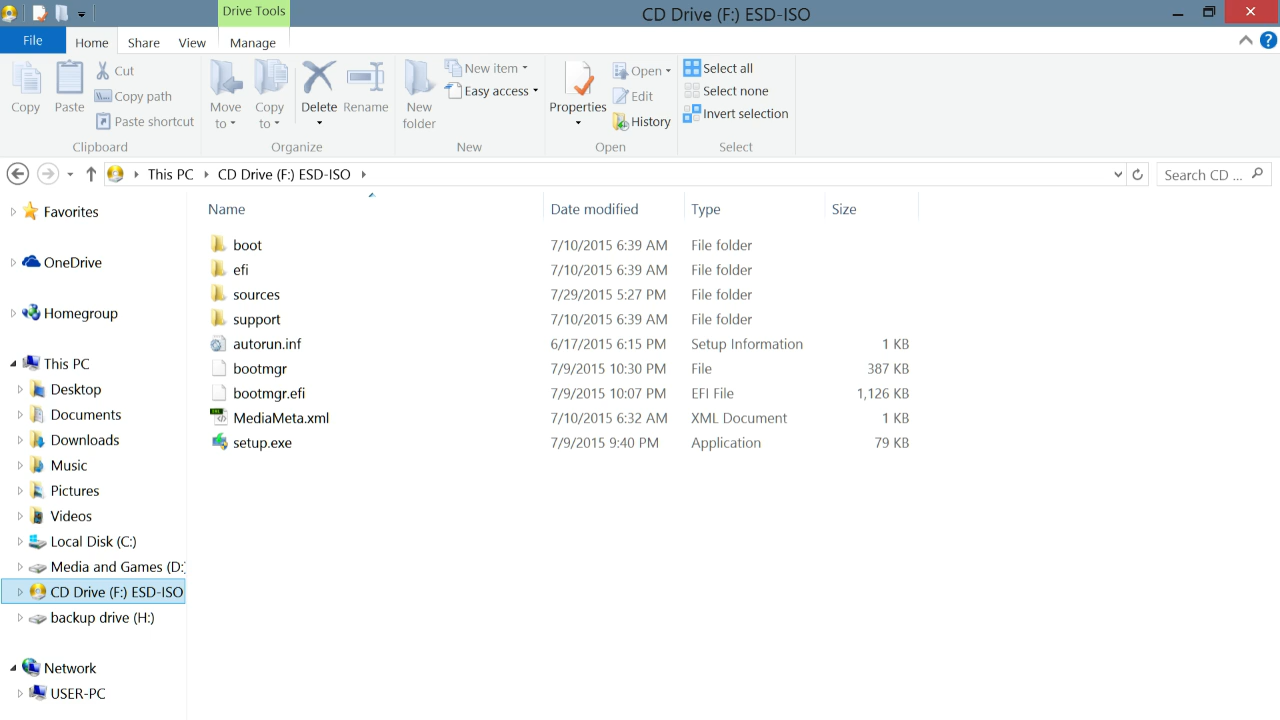 Drive Tools
CD Drive (F:) ESD-ISO
File Home Share View Manage
Copy
Paste
Cut
Copy path
Paste shortcut
Clipboard
Move to
Copy to
Delete
Rename
Organize
New folder
New item
Easy access
New
Properties
Open
Edit
History
Open
Select all
Select none
Invert selection
Select
This PC CD Drive (F:) ESD-ISO
Search CD ...
Favorites
OneDrive
Homegroup
This PC
Desktop
Documents
Downloads
Music
Pictures
Videos
Local Disk (C:)
Media and Games (D:)
CD Drive (F:) ESD-ISO
backup drive (H:)
Network
USER-PC
Name Date modified Type Size
boot 7/10/2015 6:39 AM File folder
efi 7/10/2015 6:39 AM File folder
sources 7/29/2015 5:27 PM File folder
support 7/10/2015 6:39 AM File folder
autorun.inf 6/17/2015 6:15 PM Setup Information 1 KB
bootmgr 7/9/2015 10:30 PM File 387 KB
bootmgr.efi 7/9/2015 10:07 PM EFI File 1,126 KB
MediaMeta.xml 7/10/2015 6:32 AM XML Document 1 KB
setup.exe 7/9/2015 9:40 PM Application 79 KB